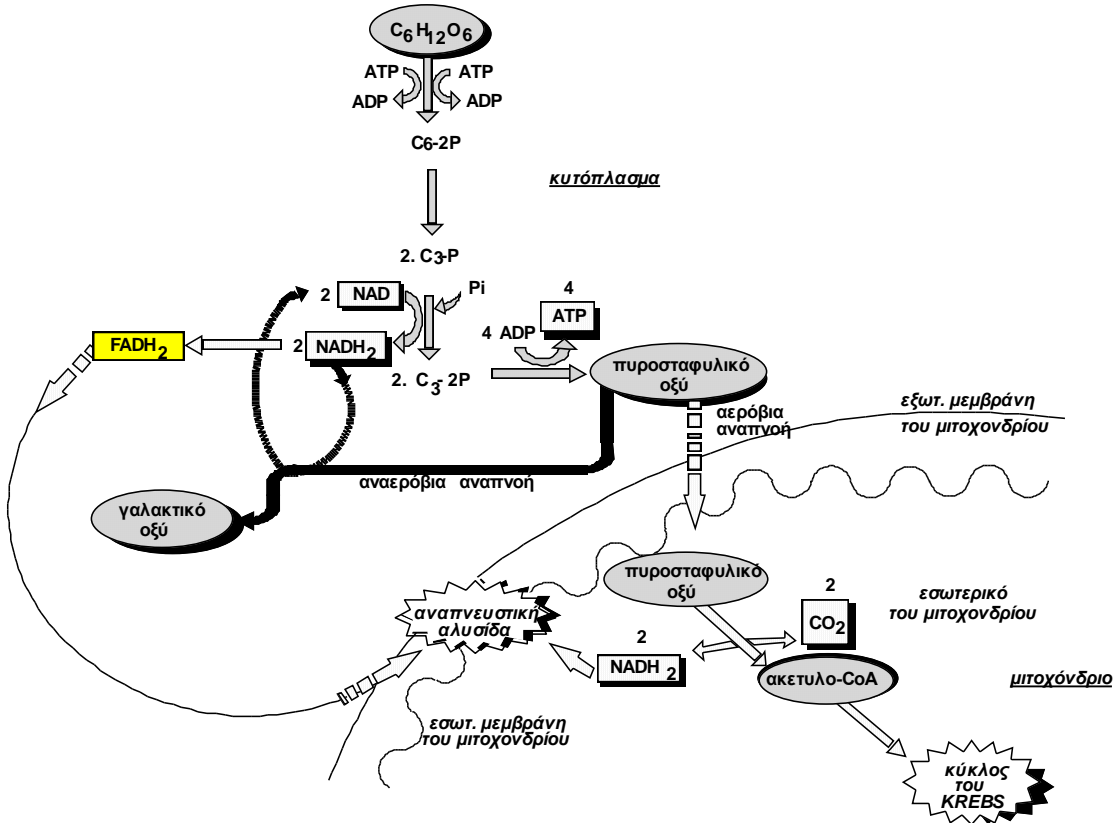 C6H12O6
ATP ATP
ADP ADP
C6-2P
κυτόπλασμα
2. C3-P
2 NAD
Pi
4
ATP
4 ADP
FADH2
2 NADH2
2. C3-2P
πυροσταφυλικό
οξύ
αερόβια
αναπνοή
εξωτ. μεμβράνη
του μιτοχονδρίου
αναερόβια αναπνοή
γαλακτικό
οξύ
πυροσταφυλικό
οξύ
εσωτερικό
του μιτοχονδρίου
2
CO2
αναπνευστική
αλυσίδα
2
NADH2
ακετυλο-CoA
μιτοχόνδριο
εσωτ. μεμβράνη
του μιτοχονδρίου
κύκλος
του
KREBS